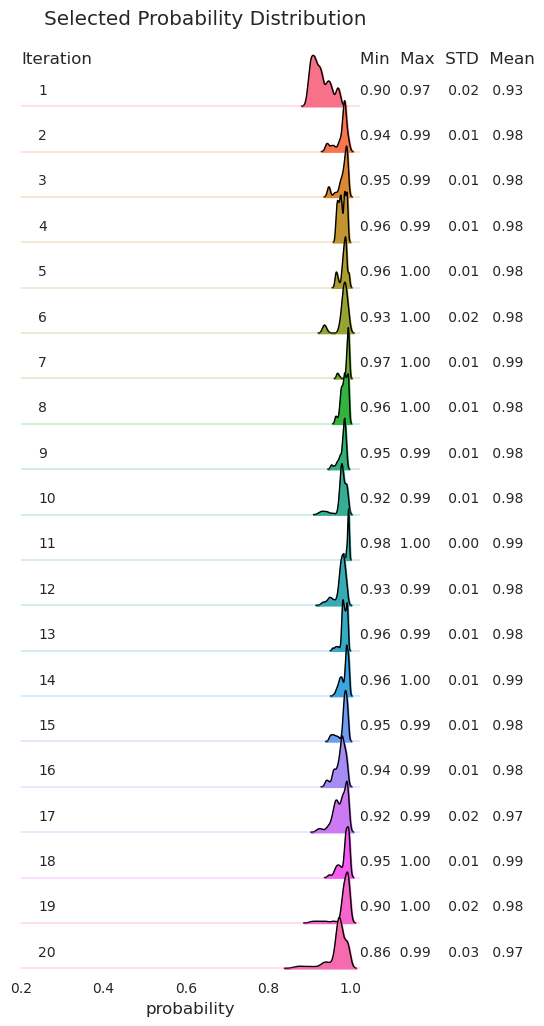 Selected Probability Distribution
Iteration Min Max STD Mean
1 0.90 0.97 0.02 0.93
2 0.94 0.99 0.01 0.98
3 0.95 0.99 0.01 0.98
4 0.96 0.99 0.01 0.98
5 0.96 1.00 0.01 0.98
6 0.93 1.00 0.02 0.98
7 0.97 1.00 0.01 0.99
8 0.96 1.00 0.01 0.98
9 0.95 0.99 0.01 0.98
10 0.92 0.99 0.01 0.98
11 0.98 1.00 0.00 0.99
12 0.93 0.99 0.01 0.98
13 0.96 0.99 0.01 0.98
14 0.96 1.00 0.01 0.99
15 0.95 0.99 0.01 0.98
16 0.94 0.99 0.01 0.98
17 0.92 0.99 0.02 0.97
18 0.95 1.00 0.01 0.99
19 0.90 1.00 0.02 0.98
20 0.86 0.99 0.03 0.97
0.2 0.4 0.6 0.8 1.0
probability